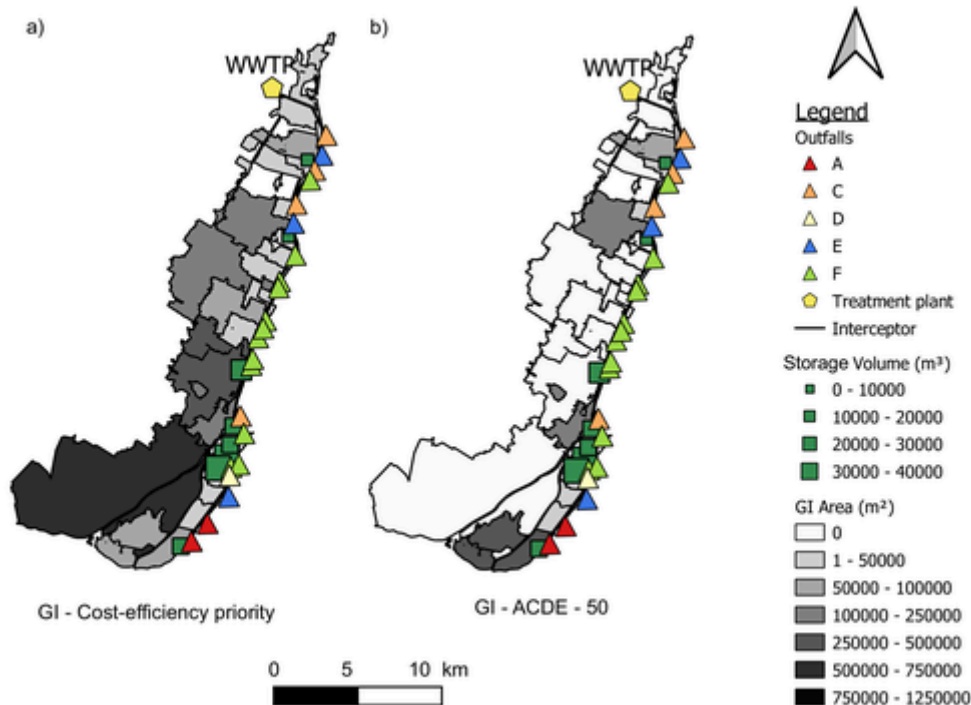 a)
b)
WWTP
WWTP
GI - Cost-efficiency priority
GI - ACDE - 50
0 5 10 km
Legend
Outfalls
A
C
D
E
F
Treatment plant
Interceptor
Storage Volume (m³)
0 - 10000
10000 - 20000
20000 - 30000
30000 - 40000
GI Area (m²)
0
1 - 50000
50000 - 100000
100000 - 250000
250000 - 500000
500000 - 750000
750000 - 1250000